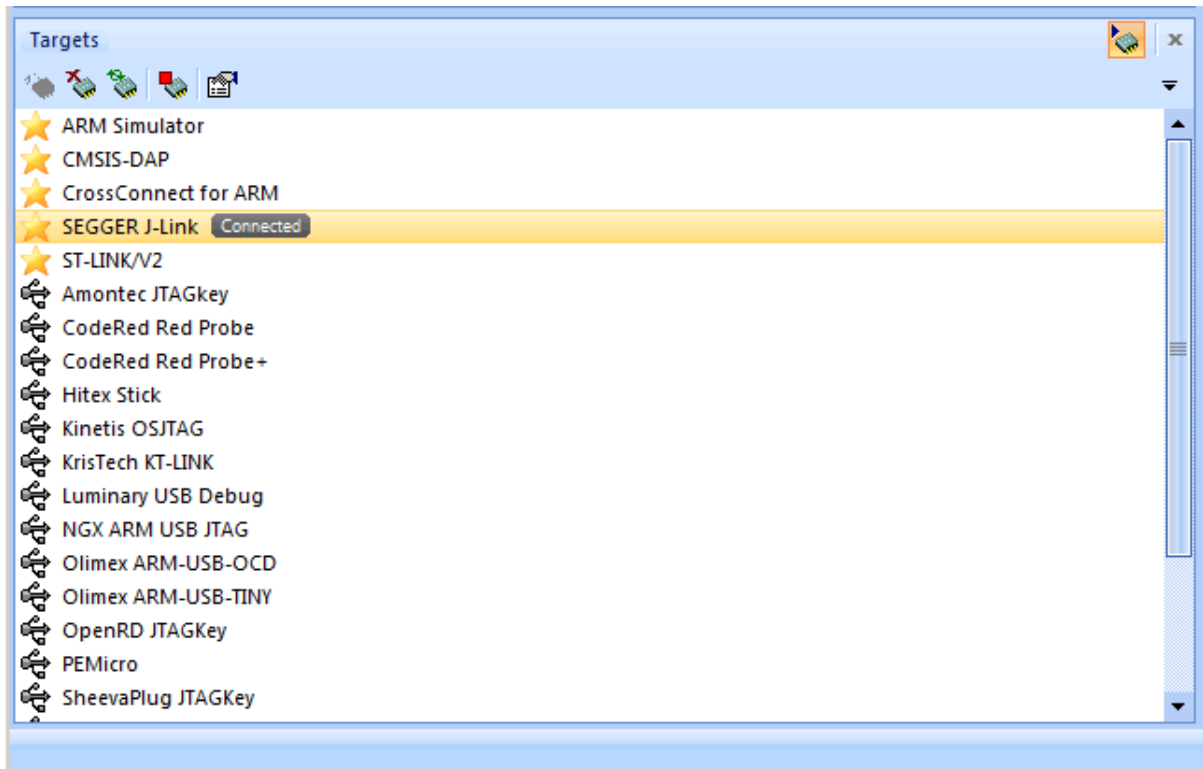 Targets
ARM Simulator
CMSIS-DAP
CrossConnect for ARM
SEGGER J-Link Connected
ST-LINK/V2
Amontec JTAGkey
CodeRed Red Probe
CodeRed Red Probe+
Hitex Stick
Kinetis OSJTAG
KrisTech KT-LINK
Luminary USB Debug
NGX ARM USB JTAG
Olimex ARM-USB-OCD
Olimex ARM-USB-TINY
OpenRD JTAGKey
PEMicro
SheevaPlug JTAGKey